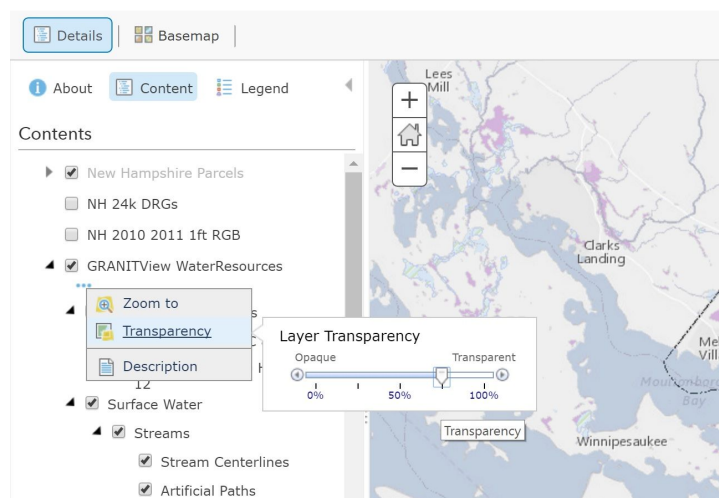 Details
Basemap
About
Content
Legend
Contents
New Hampshire Parcels
NH 24k DRGs
NH 2010 2011 1ft RGB
GRANITView WaterResources
Zoom to
Transparency
Description
12
Surface Water
Streams
Stream Centerlines
Artificial Paths
Layer Transparency
Opaque
Transparent
0%
50%
100%
Transparency
Lees
Mill
Clarks
Landing
Bay
Winnipesaukee